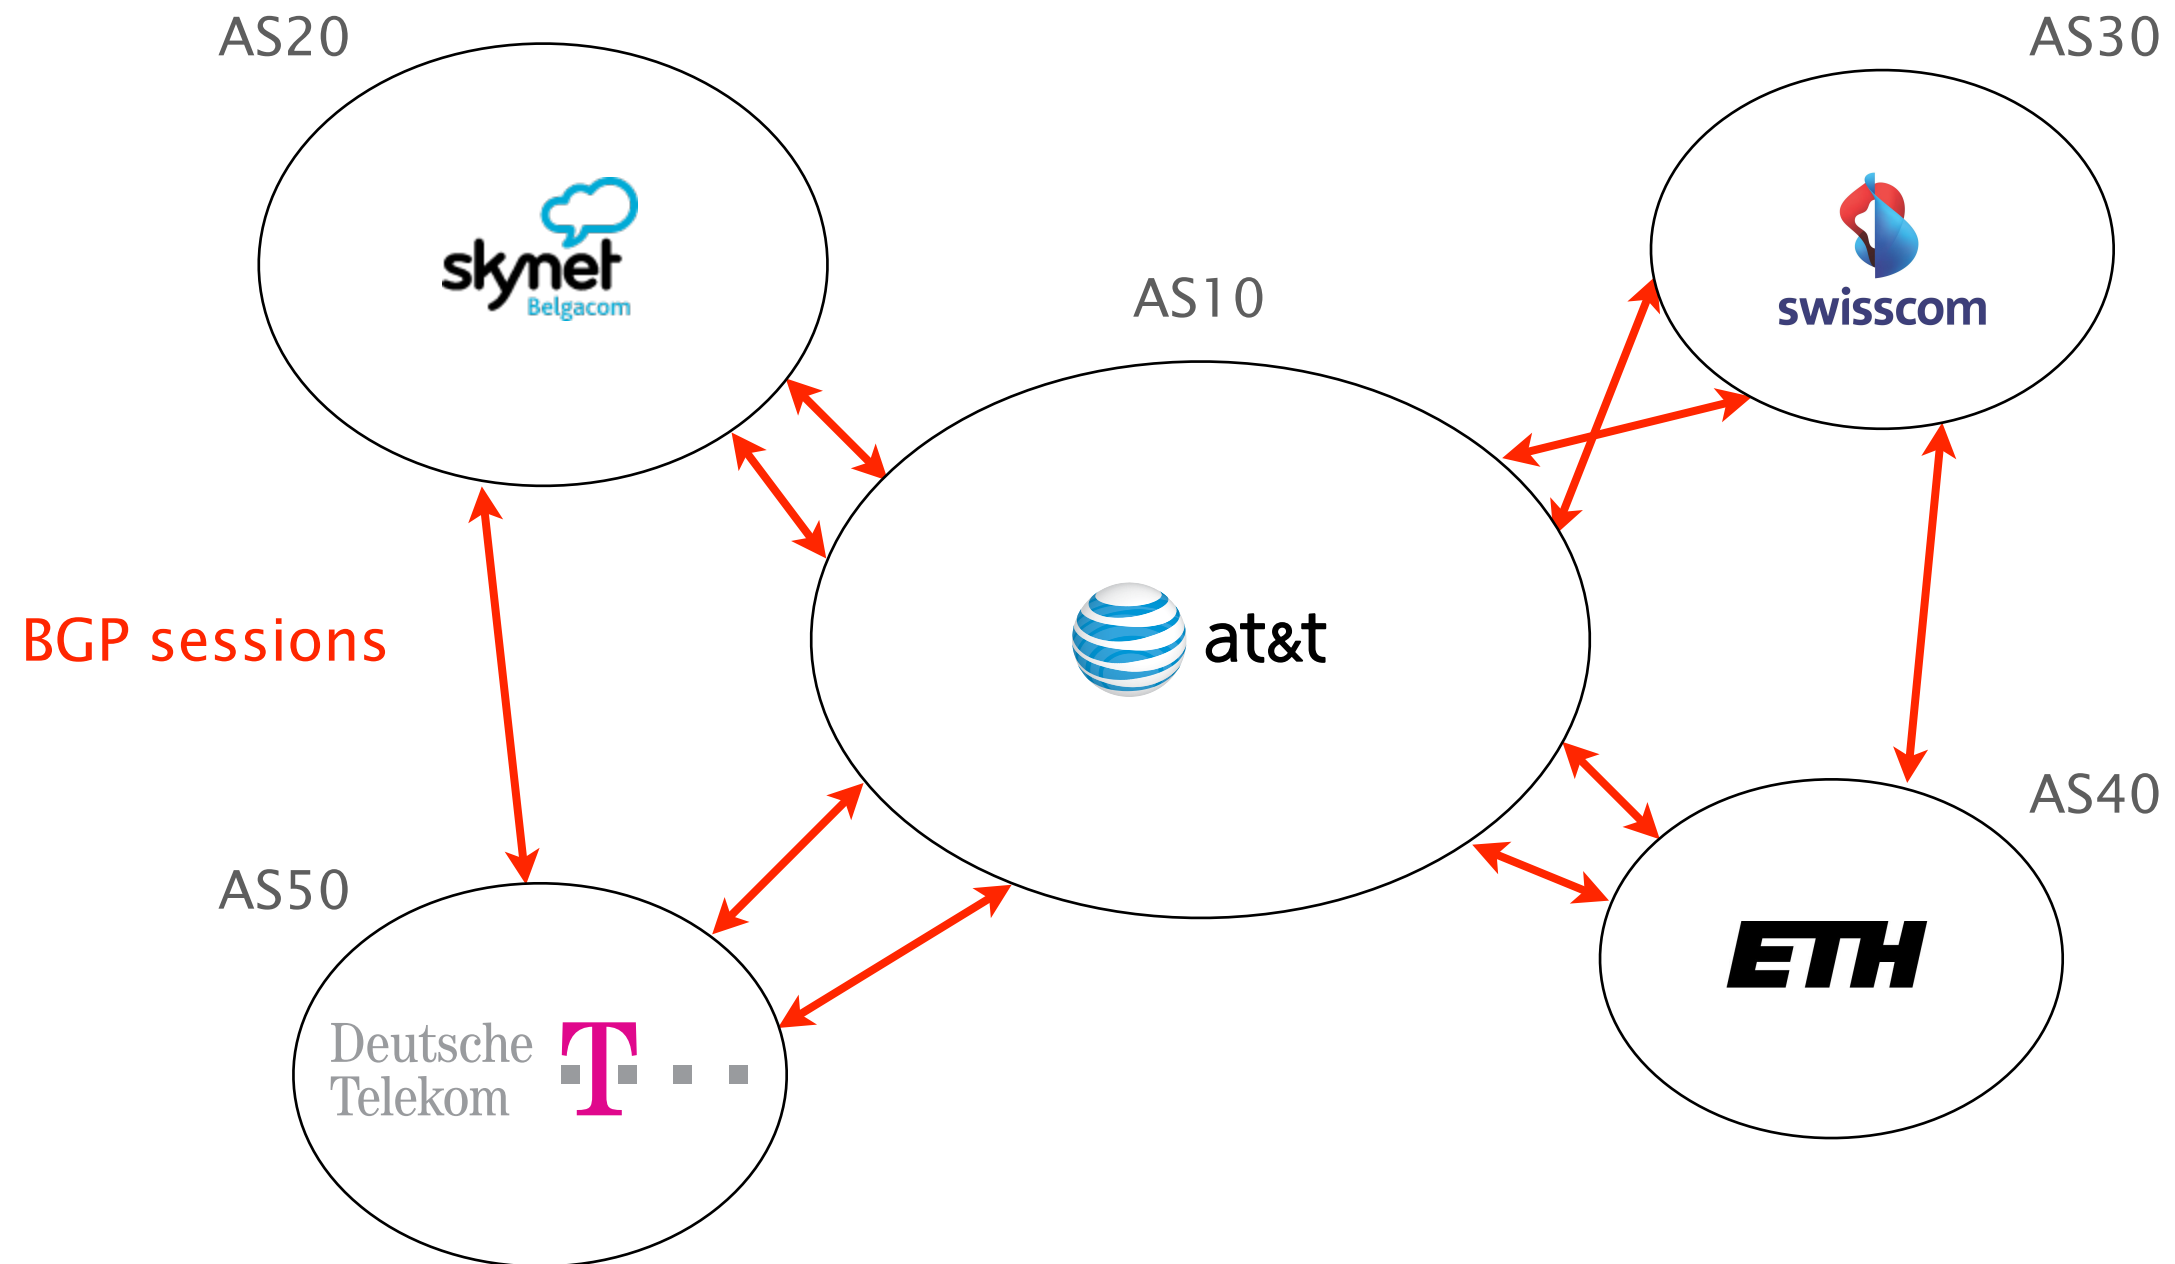 AS20
AS30
skynet
Belgacom
swisscom
AS10
at&t
BGP sessions
AS40
AS50
ETH
Deutsche
Telekom
T